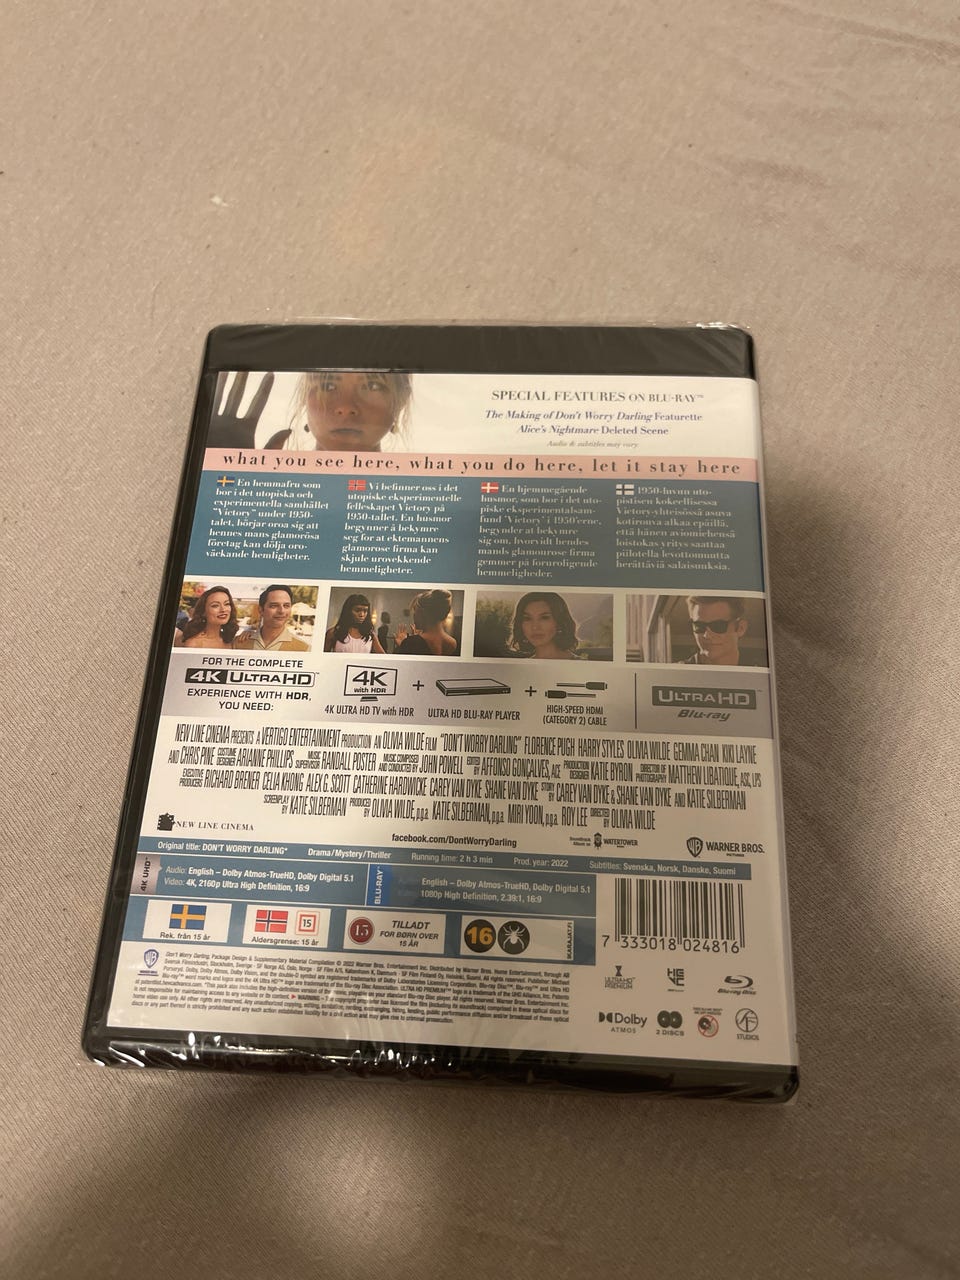 SPECIAL FEATURES ON BLU-RAY™
The Making of Don't Worry Darling Featurette
Alice's Nightmare Deleted Scene
Audio & subtitles may vary.
what you see here, what you do here, let it stay here
En hemmafru som
bor i det utopiska och
experimentella samhället
"Victory" under 1950-
talet, börjar oroa sig att
hennes mans glamorösa
företag kan dölja oro-
väckande hemligheter.
Vi befinner oss i det
utopiske eksperimentelle
felleskapet Victory på
1950-tallet. En husmor
begynner å bekymre
seg for at ektemannens
glamorose firma kan
skjule urovekkende
hemmeligheter.
En hjemmegående
husmor, som bor i det uto-
piske eksperimentalsam-
fund "Victory" i 1950'erne,
begynder at bekymre
sig om, hvorvidt hendes
mands glamourøse firma
gemmer på foruroligende
hemmeligheder.
1950-luvun uto-
pistisen kokeellisessa
Victory-yhteisössä asuva
kotirouva alkaa epäillä,
että hänen aviomiehensä
loistokas yritys saattaa
piilotella levottomuutta
herättäviä salaisuuksia.
FOR THE COMPLETE
4K ULTRA HD™
EXPERIENCE WITH HDR,
YOU NEED:
4K with HDR
4K ULTRA HD TV with HDR
+
ULTRA HD BLU-RAY PLAYER
+
HIGH-SPEED HDMI
(CATEGORY 2) CABLE
ULTRA HD™
Blu-ray
NEW LINE CINEMA PRESENTS A VERTIGO ENTERTAINMENT PRODUCTION AN OLIVIA WILDE FILM "DON'T WORRY DARLING" FLORENCE PUGH HARRY STYLES OLIVIA WILDE GEMMA CHAN KIKI LAYNE
AND CHRIS PINE COSTUME DESIGNER ARIANNE PHILLIPS MUSIC SUPERVISOR RANDALL POSTER MUSIC COMPOSED AND CONDUCTED BY JOHN POWELL EDITED BY AFFONSO GONÇALVES, ACE PRODUCTION DESIGNER KATIE BYRON DIRECTOR OF PHOTOGRAPHY MATTHEW LIBATIQUE, ASC, LPS
EXECUTIVE PRODUCERS RICHARD BRENER CELIA KHONG ALEX G. SCOTT CATHERINE HARDWICKE CAREY VAN DYKE SHANE VAN DYKE STORY BY CAREY VAN DYKE & SHANE VAN DYKE AND KATIE SILBERMAN
SCREENPLAY BY KATIE SILBERMAN PRODUCED BY OLIVIA WILDE, p.g.a. KATIE SILBERMAN, p.g.a. MIRI YOON, p.g.a. ROY LEE DIRECTED BY OLIVIA WILDE
NEW LINE CINEMA
facebook.com/DontWorryDarling
Soundtrack Album on WATERTOWER
WARNER BROS.
PICTURES
Original title: DON'T WORRY DARLING* Drama/Mystery/Thriller Running time: 2 h 3 min Prod. year: 2022 Subtitles: Svenska, Norsk, Danske, Suomi
4K UHD™
Audio: English – Dolby Atmos-TrueHD, Dolby Digital 5.1
Video: 4K, 2160p Ultra High Definition, 16:9
BLU-RAY™
English – Dolby Atmos-TrueHD, Dolby Digital 5.1
1080p High Definition, 2.39:1, 16:9
Rek. från 15 år
15
Aldersgrense: 15 år
15
TILLADT
FOR BØRN OVER
15 ÅR
16
7 333018 024816
ULTRA HD
PREMIUM
Blu-ray Disc
Dolby
ATMOS
2 DISCS
SF
STUDIOS